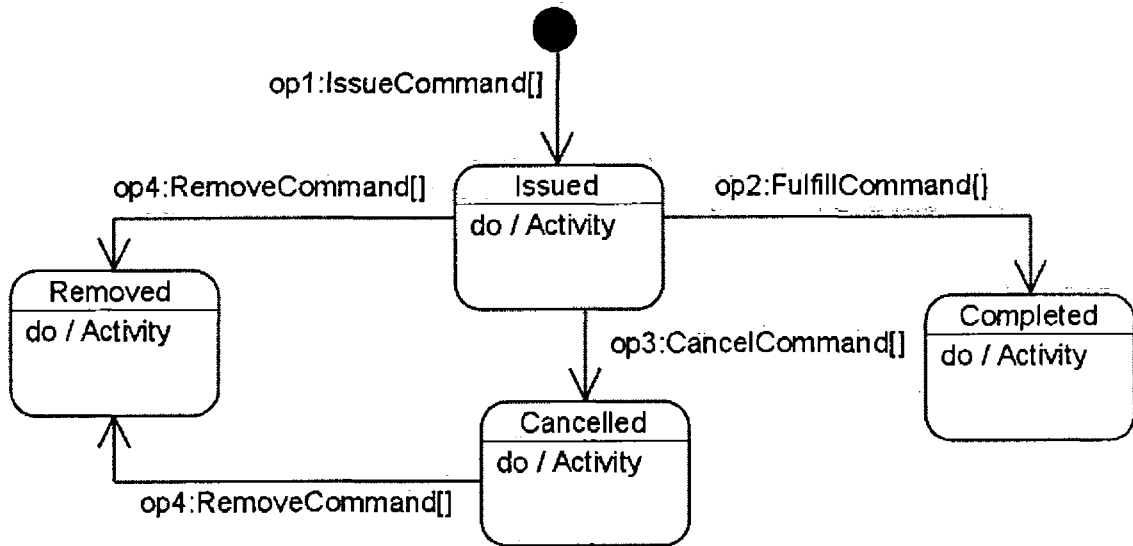 op1:IssueCommand[]
op4:RemoveCommand[]
Issued
op2:FulfillCommand[]
do / Activity
Removed
do / Activity
Completed
do / Activity
op3:CancelCommand[]
Cancelled
do / Activity
op4:RemoveCommand[]